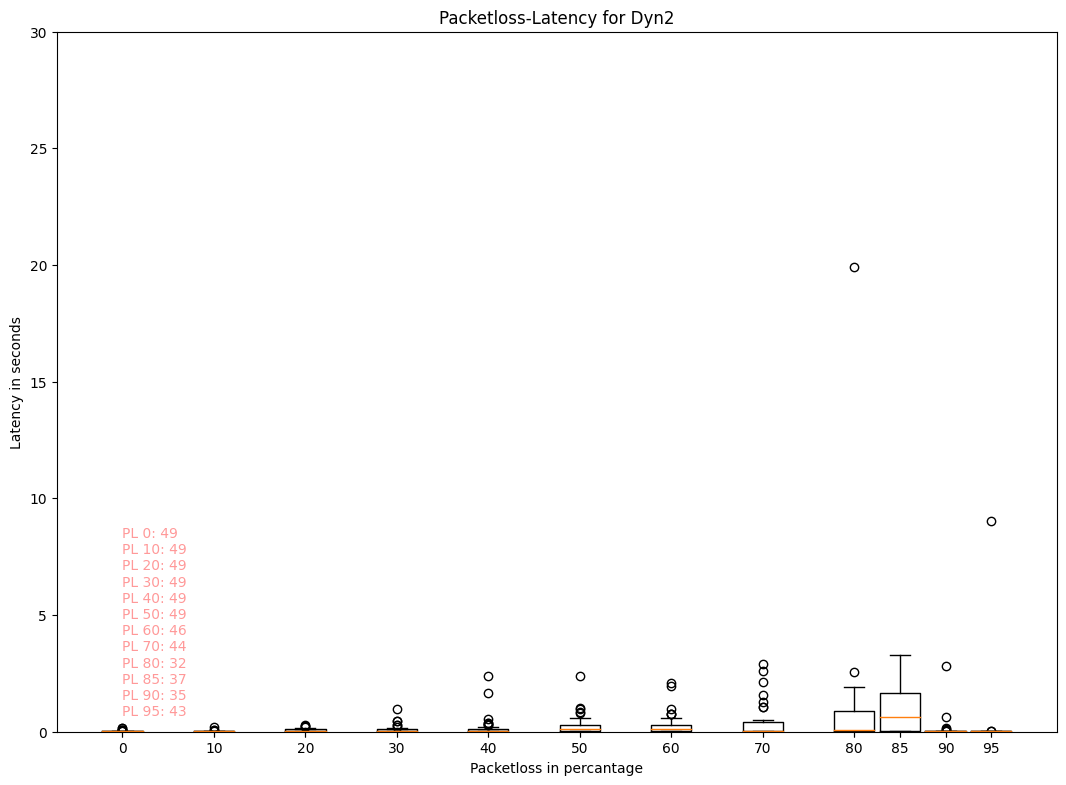 Packetloss-Latency for Dyn2
30
25
20
15
10
5
0
Latency in seconds
PL 0: 49
PL 10: 49
PL 20: 49
PL 30: 49
PL 40: 49
PL 50: 49
PL 60: 46
PL 70: 44
PL 80: 32
PL 85: 37
PL 90: 35
PL 95: 43
0 10 20 30 40 50 60 70 80 85 90 95
Packetloss in percantage